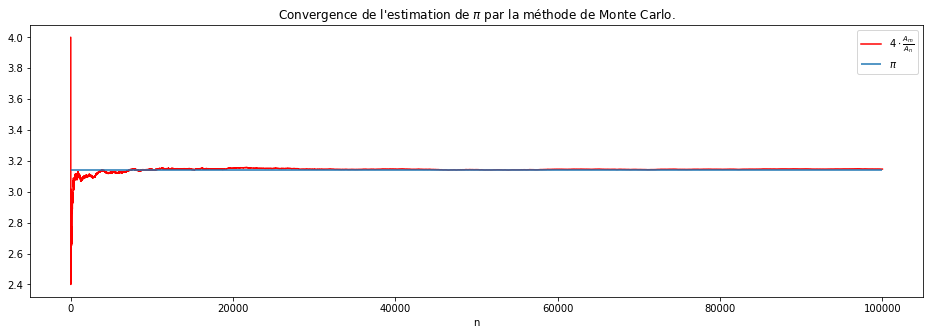 Convergence de l'estimation de π par la méthode de Monte Carlo.
4.0
3.8
3.6
3.4
3.2
3.0
2.8
2.6
2.4
4 · A_m/A_n
π
0 20000 40000 60000 80000 100000
n